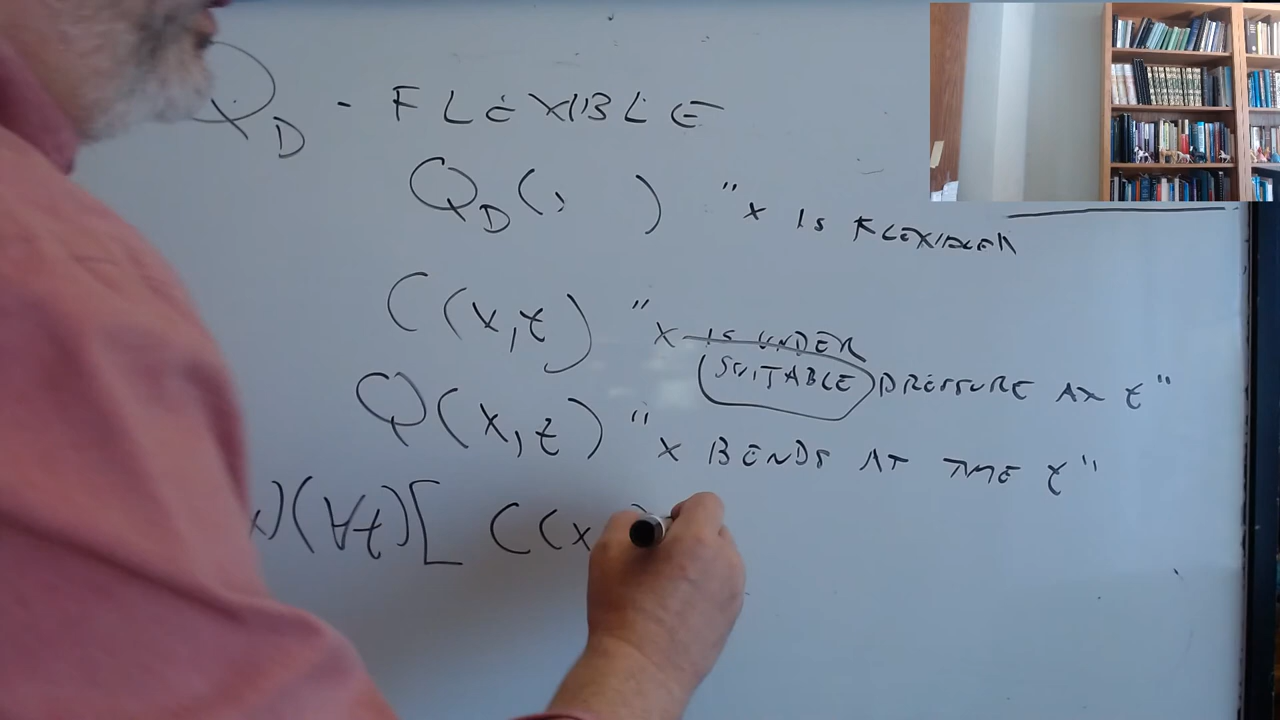 Q_D - FLEXIBLE
Q_D(, ) "x IS FLEXIBLE"
C(x,t) "x IS UNDER
SUITABLE PRESSURE AT t"
Q(x,t) "x BENDS AT TIME t"
)(∀t)[ C(x